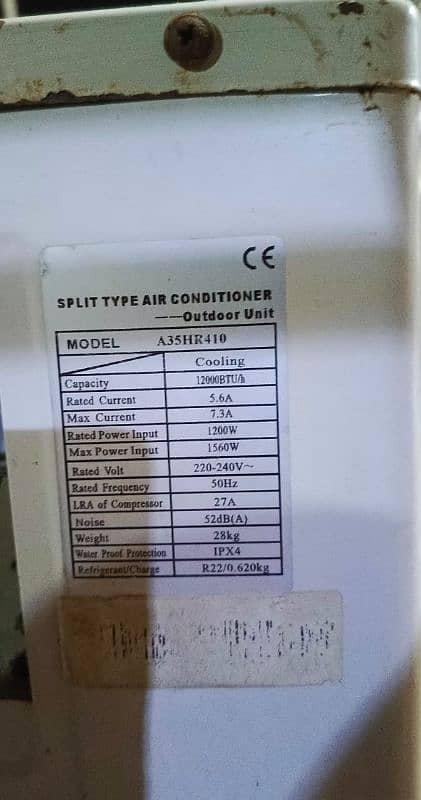 CE
SPLIT TYPE AIR CONDITIONER
——Outdoor Unit
MODEL A35HR410
Cooling
Capacity 12000BTU/h
Rated Current 5.6A
Max Current 7.3A
Rated Power Input 1200W
Max Power Input 1560W
Rated Volt 220-240V~
Rated Frequency 50Hz
LRA of Compressor 27A
Noise 52dB(A)
Weight 28kg
Water Proof Protection IPX4
Refrigerant/Charge R22/0.620kg